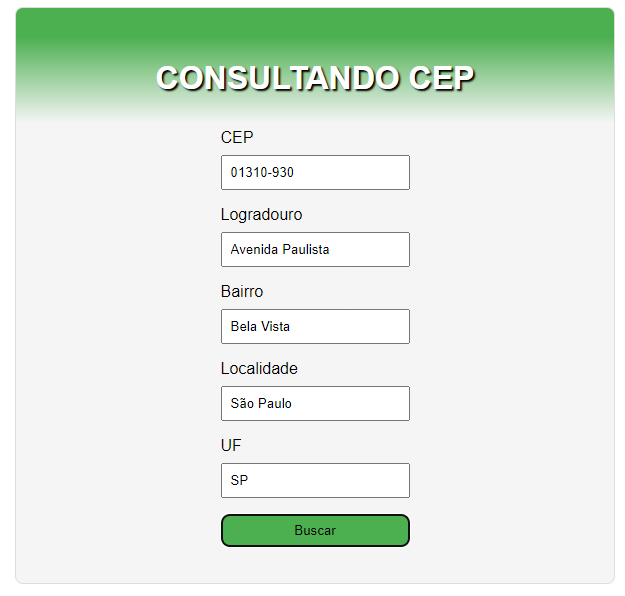 CONSULTANDO CEP
CEP
01310-930
Logradouro
Avenida Paulista
Bairro
Bela Vista
Localidade
São Paulo
UF
SP
Buscar